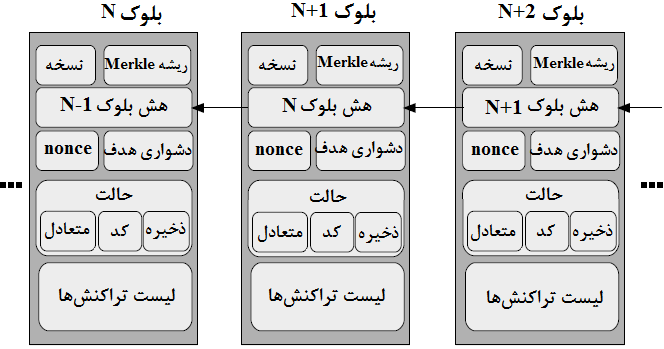 بلوک N
بلوک N+1
بلوک N+2
نسخه
ریشه Merkle
نسخه
ریشه Merkle
نسخه
ریشه Merkle
هش بلوک N-1
هش بلوک N
هش بلوک N+1
nonce
دشواری هدف
nonce
دشواری هدف
nonce
دشواری هدف
حالت
حالت
حالت
متعادل
کد
ذخیره
متعادل
کد
ذخیره
متعادل
کد
ذخیره
لیست تراکنش‌ها
لیست تراکنش‌ها
لیست تراکنش‌ها